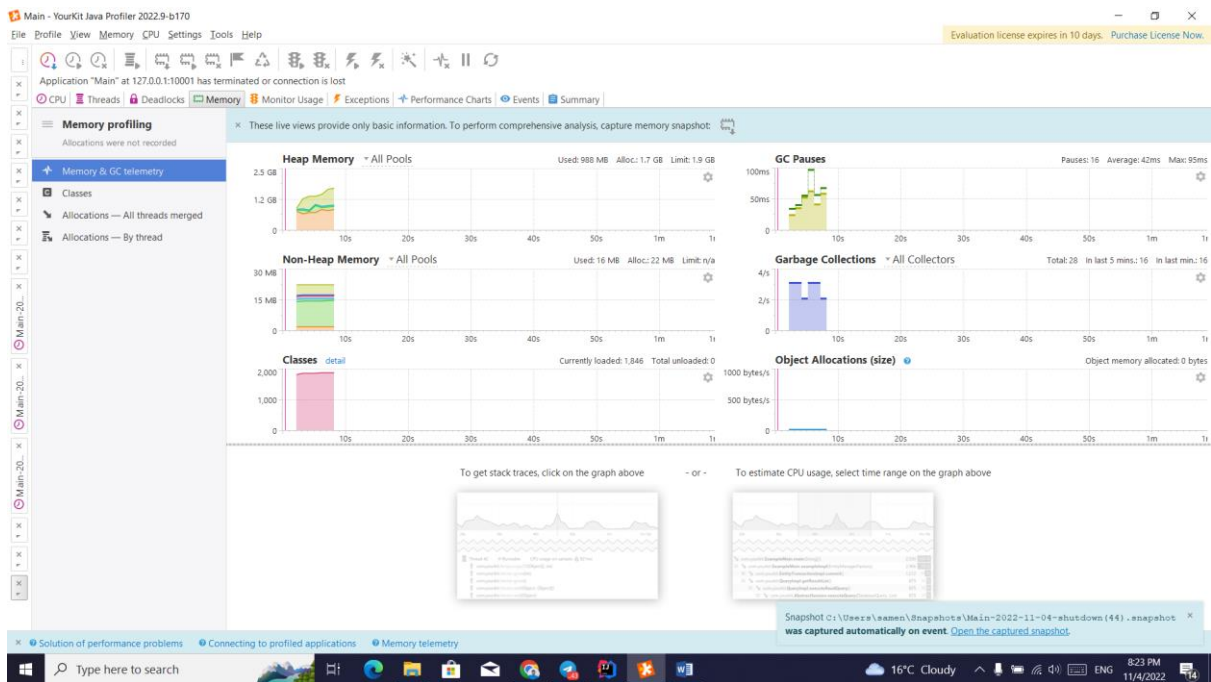 Main - YourKit Java Profiler 2022.9-b170
File Profile View Memory CPU Settings Tools Help
Evaluation license expires in 10 days. Purchase License Now.
Application "Main" at 127.0.0.1:10001 has terminated or connection is lost
CPU Threads Deadlocks Memory Monitor Usage Exceptions Performance Charts Events Summary
Memory profiling
Allocations were not recorded
Memory & GC telemetry
Classes
Allocations — All threads merged
Allocations — By thread
These live views provide only basic information. To perform comprehensive analysis, capture memory snapshot:
Heap Memory All Pools Used: 988 MB Alloc.: 1.7 GB Limit: 1.9 GB
2.5 GB
1.2 GB
0
10s 20s 30s 40s 50s 1m 1r
GC Pauses Pauses: 16 Average: 42ms Max: 95ms
100ms
50ms
0
10s 20s 30s 40s 50s 1m 1r
Non-Heap Memory All Pools Used: 16 MB Alloc.: 22 MB Limit: n/a
30 MB
15 MB
0
10s 20s 30s 40s 50s 1m 1r
Garbage Collections All Collectors Total: 28 In last 5 mins.: 16 In last min.: 16
4/s
2/s
0
10s 20s 30s 40s 50s 1m 1r
Classes detail Currently loaded: 1,846 Total unloaded: 0
2,000
1,000
0
10s 20s 30s 40s 50s 1m 1r
Object Allocations (size) Object memory allocated: 0 bytes
1000 bytes/s
500 bytes/s
0
10s 20s 30s 40s 50s 1m 1r
To get stack traces, click on the graph above - or - To estimate CPU usage, select time range on the graph above
Main-20...
Main-20...
Main-20...
Snapshot C:\Users\samen\Snapshots\Main-2022-11-04-shutdown(44).snapshot
was captured automatically on event. Open the captured snapshot.
Solution of performance problems Connecting to profiled applications Memory telemetry
Type here to search
16°C Cloudy ENG 8:23 PM
11/4/2022
14